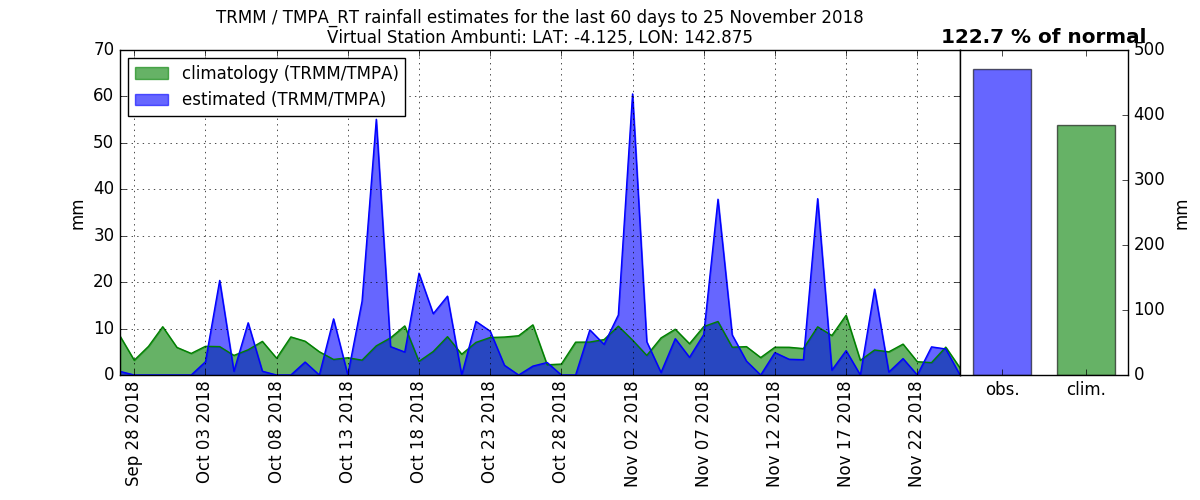 TRMM / TMPA_RT rainfall estimates for the last 60 days to 25 November 2018
Virtual Station Ambunti: LAT: -4.125, LON: 142.875
122.7 % of normal
climatology (TRMM/TMPA)
estimated (TRMM/TMPA)
70
60
50
40
30
20
10
0
mm
Sep 28 2018
Oct 03 2018
Oct 08 2018
Oct 13 2018
Oct 18 2018
Oct 23 2018
Oct 28 2018
Nov 02 2018
Nov 07 2018
Nov 12 2018
Nov 17 2018
Nov 22 2018
500
400
300
200
100
0
mm
obs.
clim.